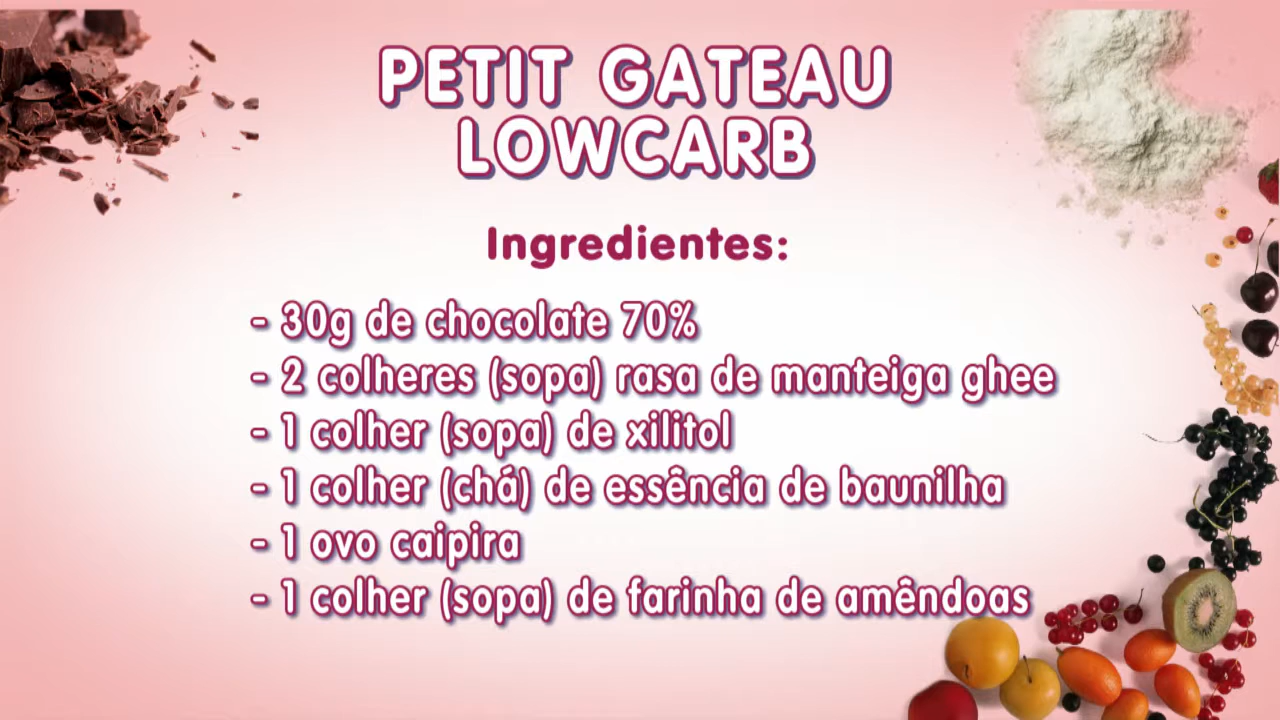 PETIT GATEAU
LOWCARB
Ingredientes:
- 30g de chocolate 70%
- 2 colheres (sopa) rasa de manteiga ghee
- 1 colher (sopa) de xilitol
- 1 colher (chá) de essência de baunilha
- 1 ovo caipira
- 1 colher (sopa) de farinha de amêndoas